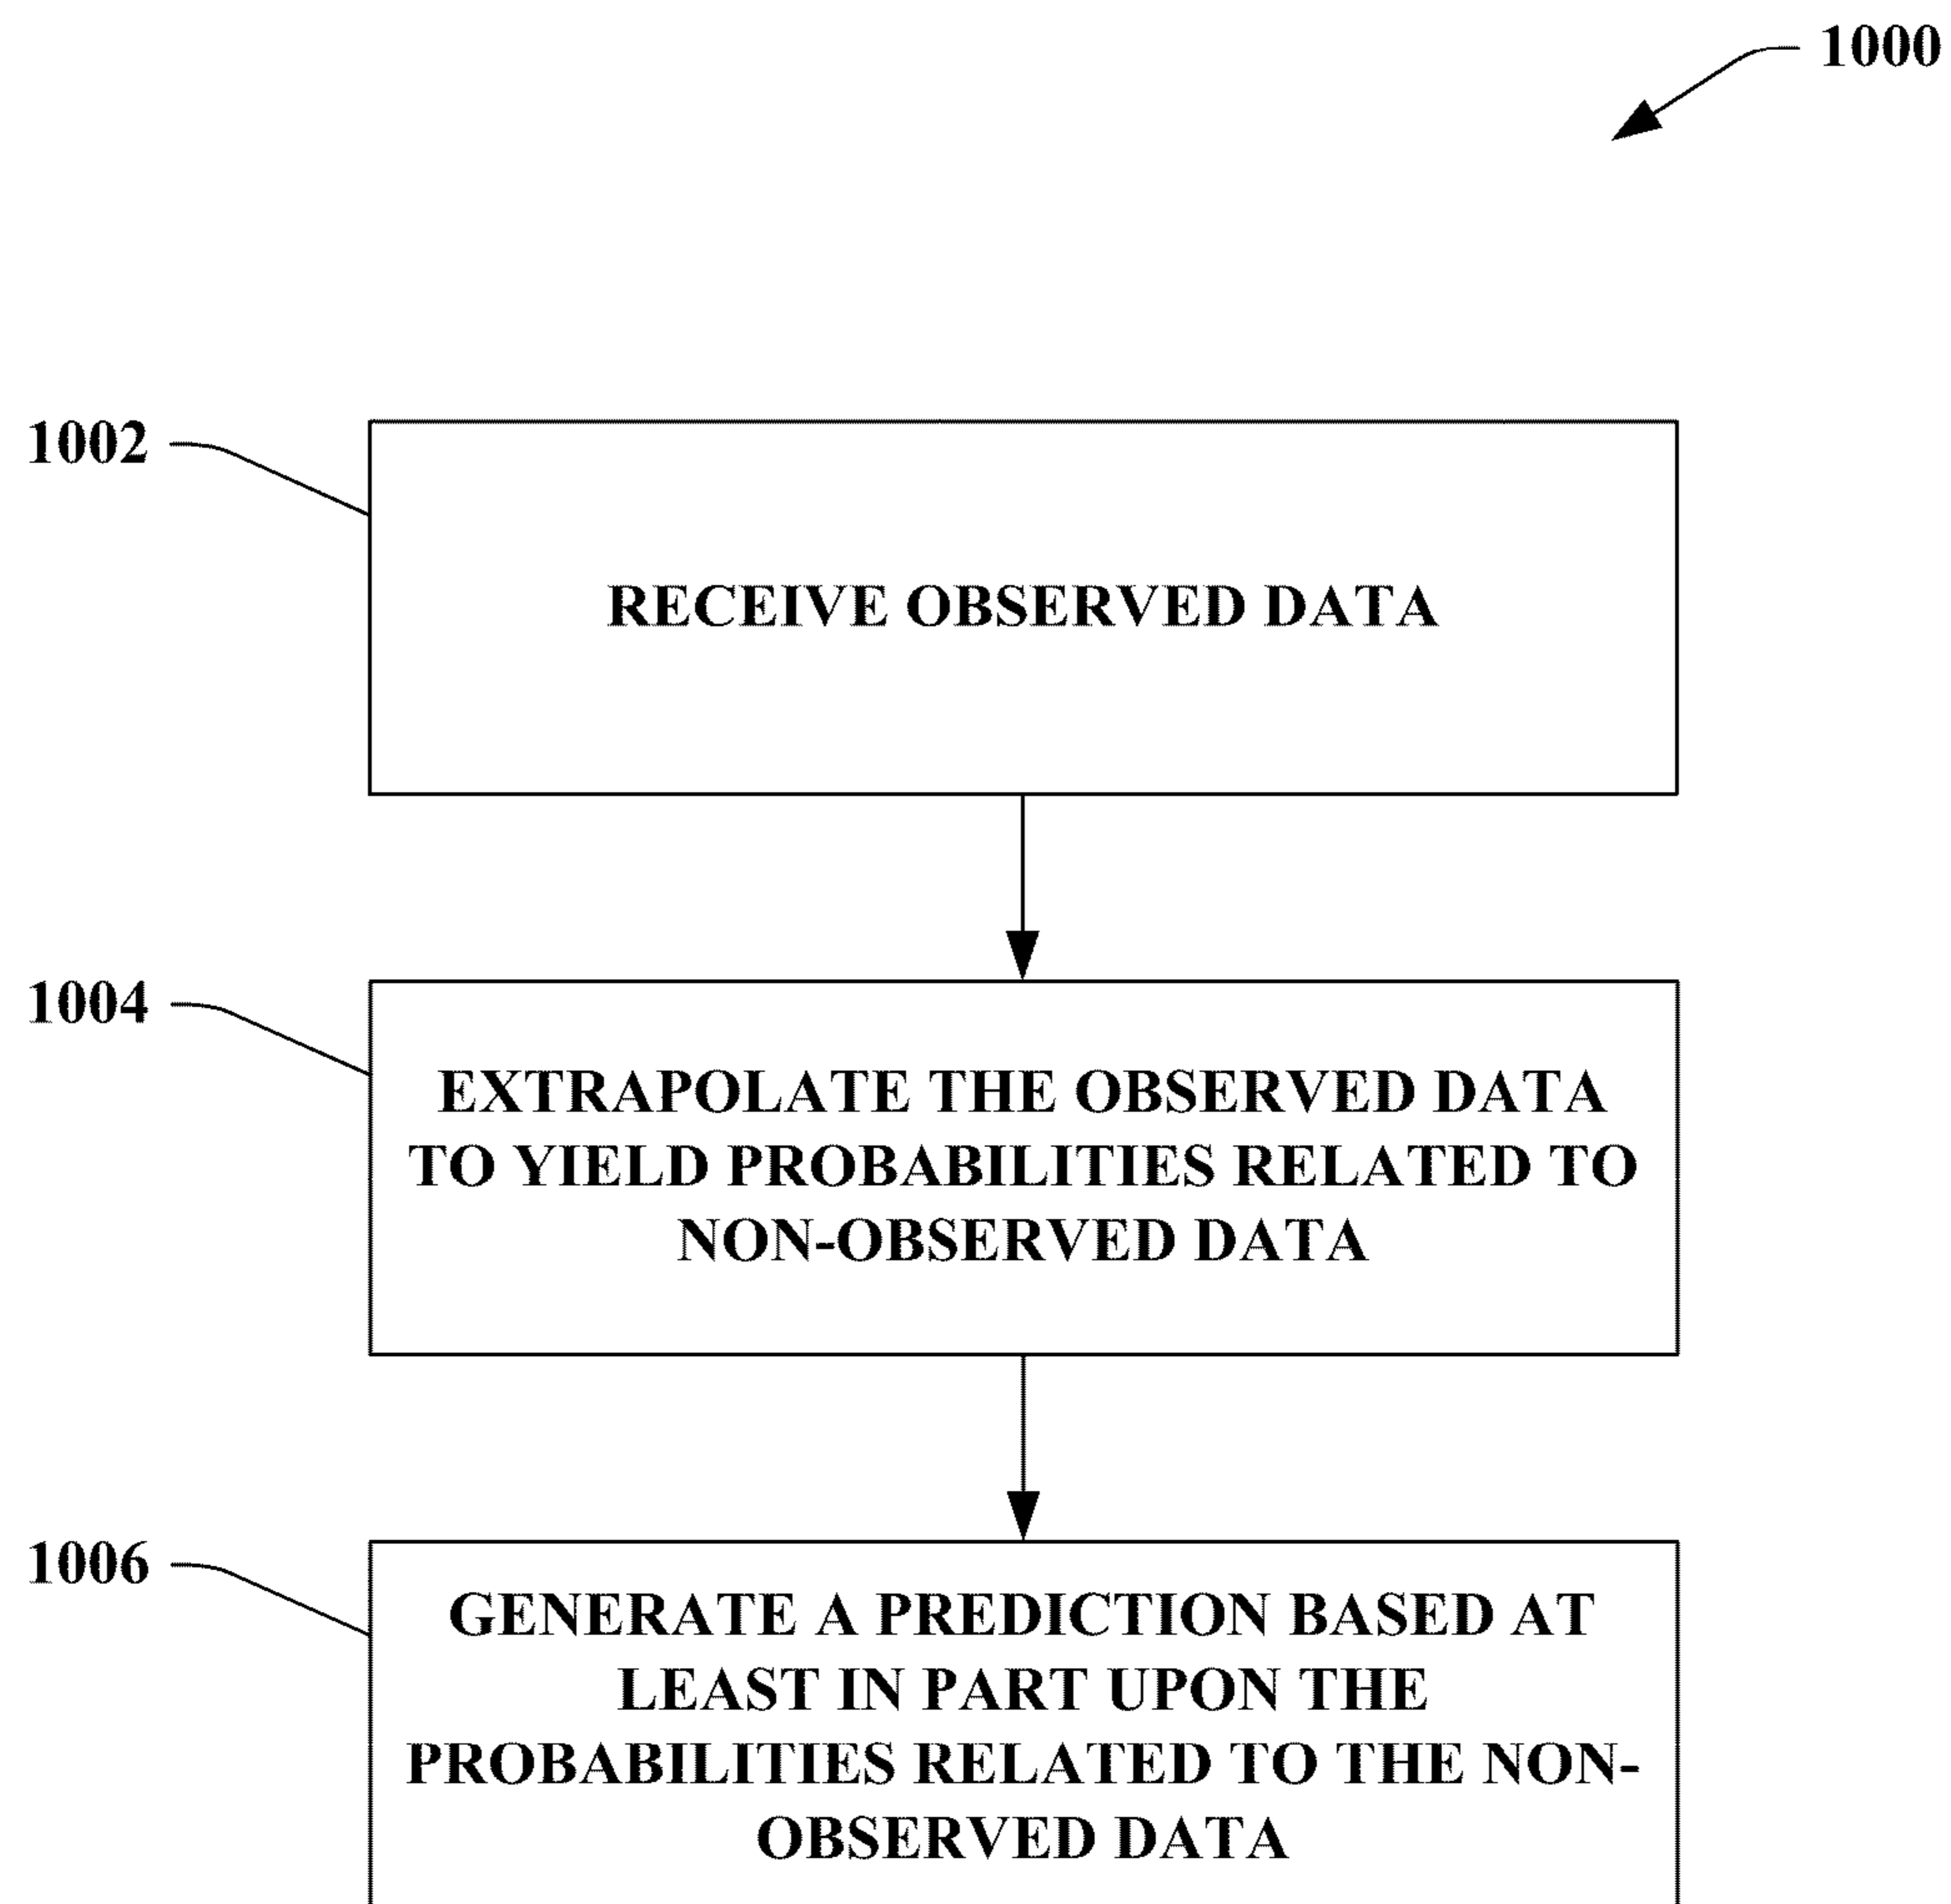 1000
1002
RECEIVE OBSERVED DATA
1004
EXTRAPOLATE THE OBSERVED DATA
TO YIELD PROBABILITIES RELATED TO
NON-OBSERVED DATA
1006
GENERATE A PREDICTION BASED AT
LEAST IN PART UPON THE
PROBABILITIES RELATED TO THE NON-
OBSERVED DATA